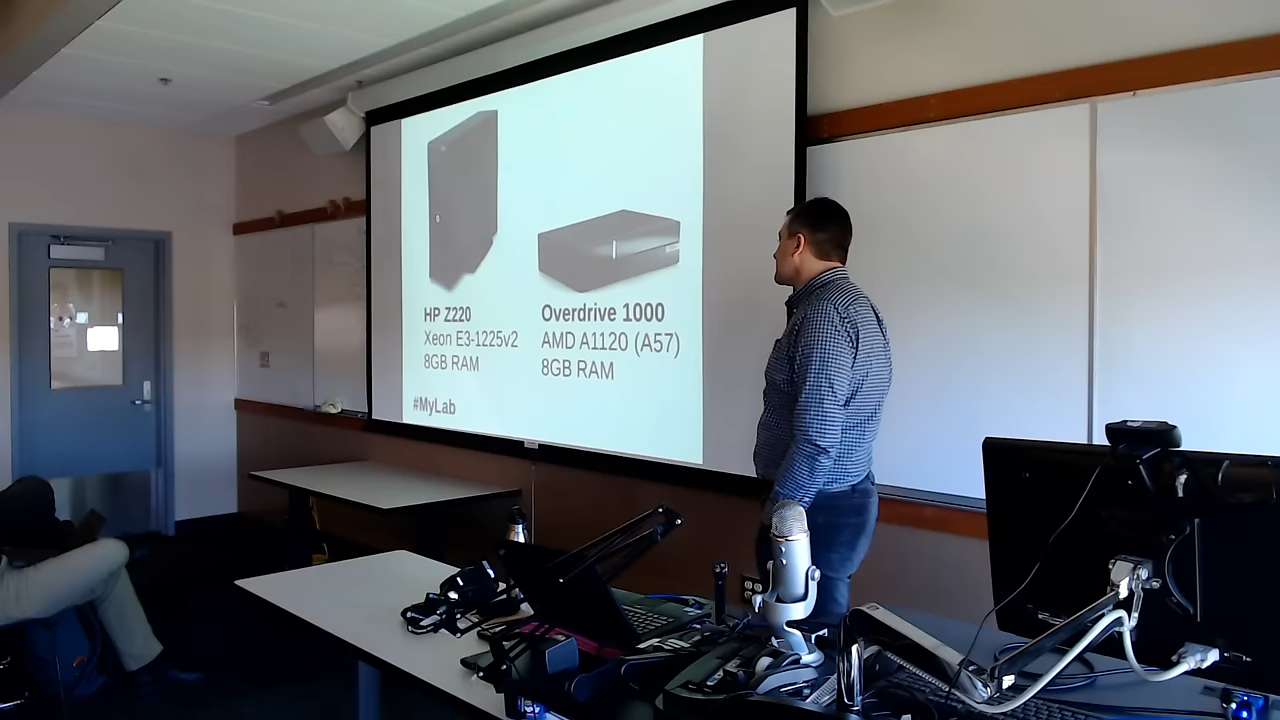 HP Z220
Xeon E3-1225v2
8GB RAM
Overdrive 1000
AMD A1120 (A57)
8GB RAM
#MyLab